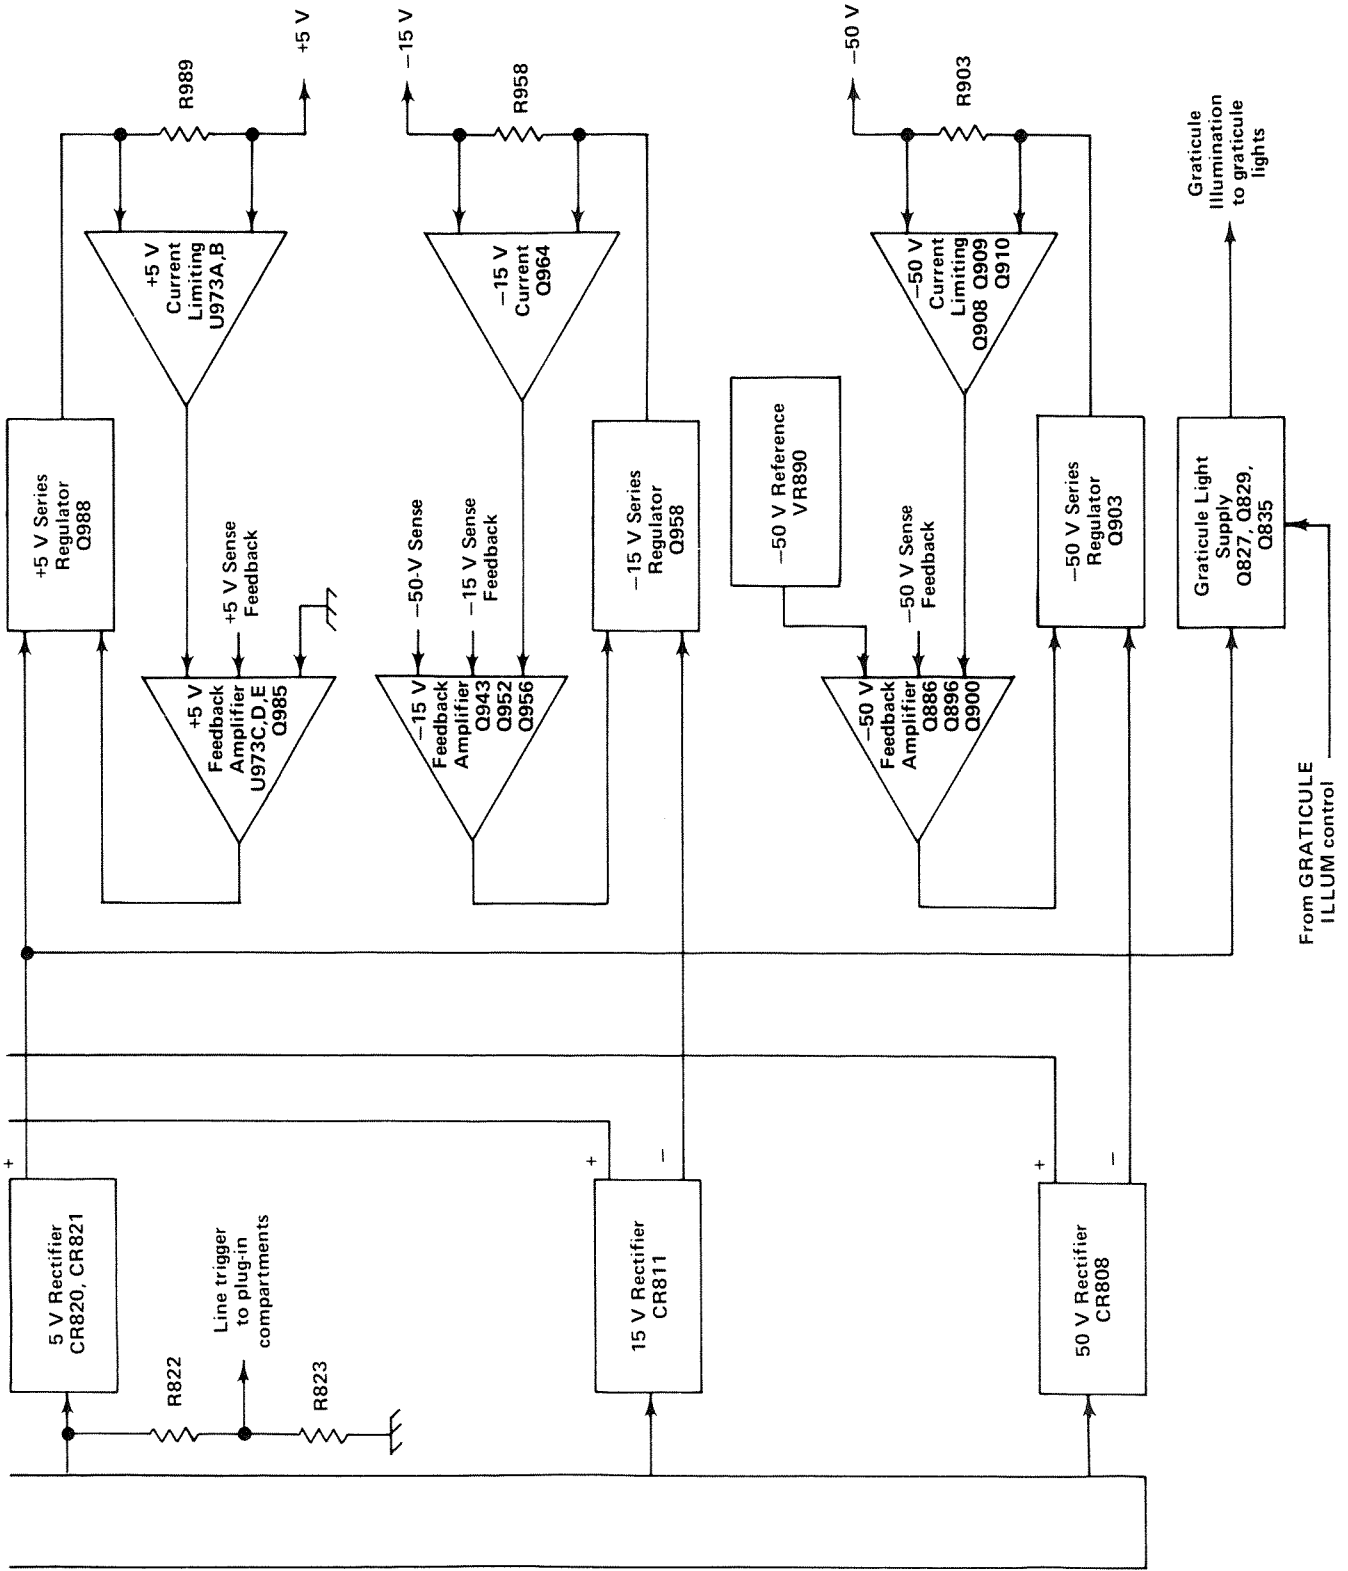 5 V Rectifier
CR820, CR821
+
R822
Line trigger
to plug-in
compartments
R823
+5 V Series
Regulator
Q988
+5 V
Feedback
Amplifier
U973C,D,E
Q985
+5 V Sense
Feedback
+5 V
Current
Limiting
U973A,B
R989
+5 V
15 V Rectifier
CR811
+
−
−15 V
Feedback
Amplifier
Q943
Q952
Q956
−50-V Sense
−15 V Sense
Feedback
−15 V Series
Regulator
Q958
−15 V
Current
Q964
−15 V
R958
50 V Rectifier
CR808
+
−
−50 V Reference
VR890
−50 V
Feedback
Amplifier
Q886
Q896
Q900
−50 V Sense
Feedback
−50 V Series
Regulator
Q903
−50 V
Current
Limiting
Q908 Q909
Q910
−50 V
R903
Graticule Light
Supply
Q827, Q829,
Q835
Graticule
Illumination
to graticule
lights
From GRATICULE
ILLUM control